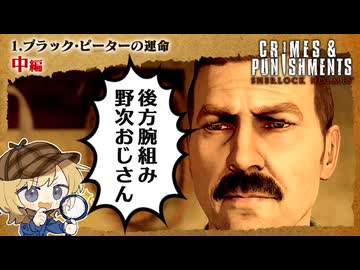 1.ブラック・ピーターの運命
中編
CRIMES &
PUNISHMENTS
SHERLOCK HOLMES
後方腕組み
野次おじさん